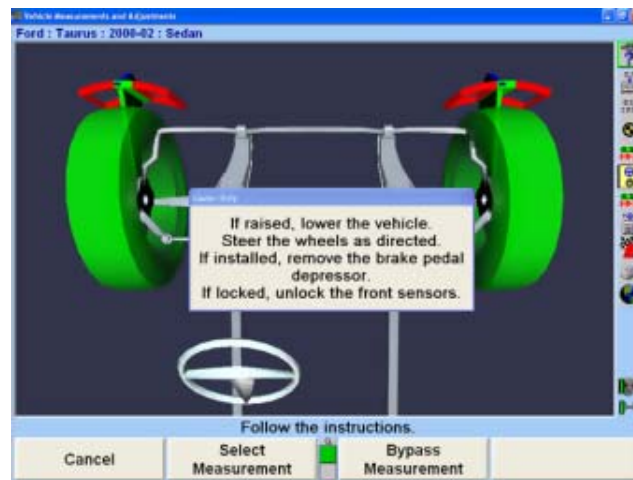 Vehicle Measurements and Adjustments
Ford : Taurus : 2000-02 : Sedan
If raised, lower the vehicle.
Steer the wheels as directed.
If installed, remove the brake pedal
depressor.
If locked, unlock the front sensors.
Follow the instructions.
Cancel
Select
Measurement
Bypass
Measurement